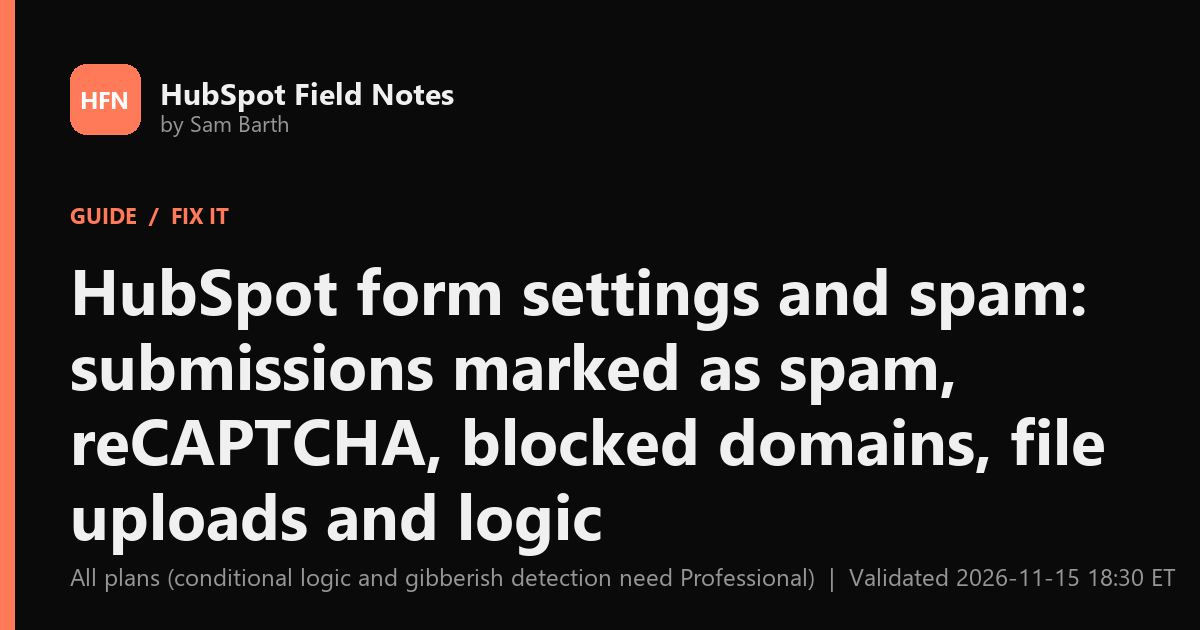 HFN
HubSpot Field Notes
by Sam Barth
GUIDE / FIX IT
HubSpot form settings and spam:
submissions marked as spam,
reCAPTCHA, blocked domains, file
uploads and logic
All plans (conditional logic and gibberish detection need Professional) | Validated 2026-11-15 18:30 ET